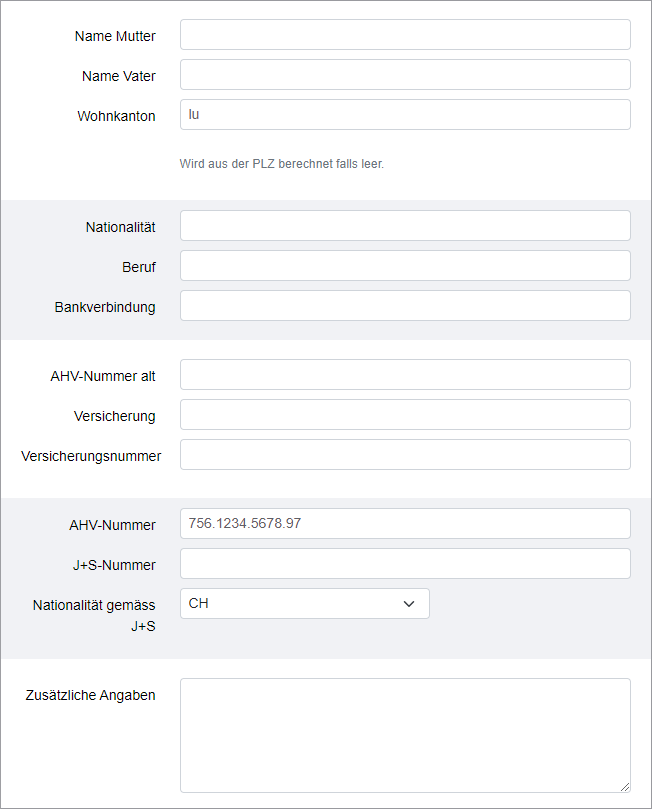 Name Mutter
Name Vater
Wohnkanton lu
Wird aus der PLZ berechnet falls leer.
Nationalität
Beruf
Bankverbindung
AHV-Nummer alt
Versicherung
Versicherungsnummer
AHV-Nummer 756.1234.5678.97
J+S-Nummer
Nationalität gemäss CH
J+S
Zusätzliche Angaben